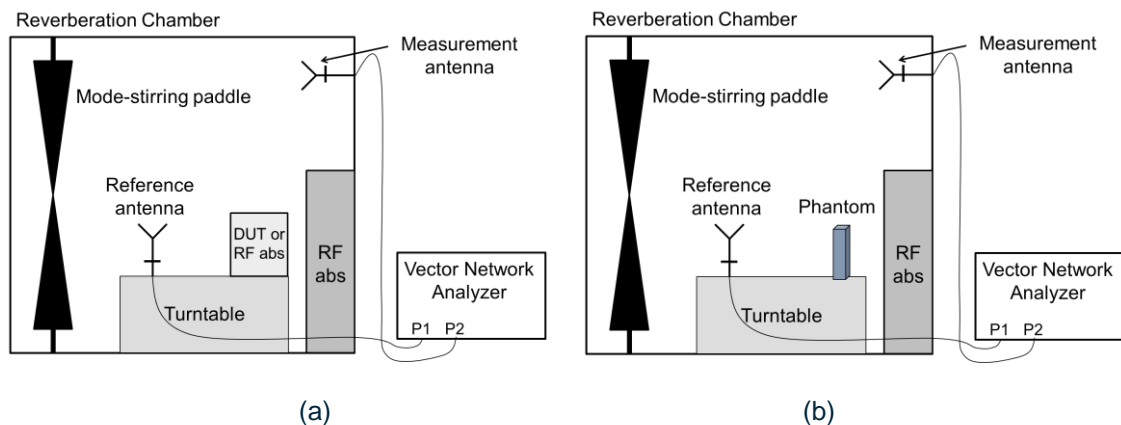 Reverberation Chamber
Measurement
antenna
Mode-stirring paddle
Reference
antenna
DUT or
RF abs
RF
abs
Turntable
Vector Network
Analyzer
P1 P2
(a)
Reverberation Chamber
Measurement
antenna
Mode-stirring paddle
Reference
antenna
Phantom
RF
abs
Turntable
Vector Network
Analyzer
P1 P2
(b)